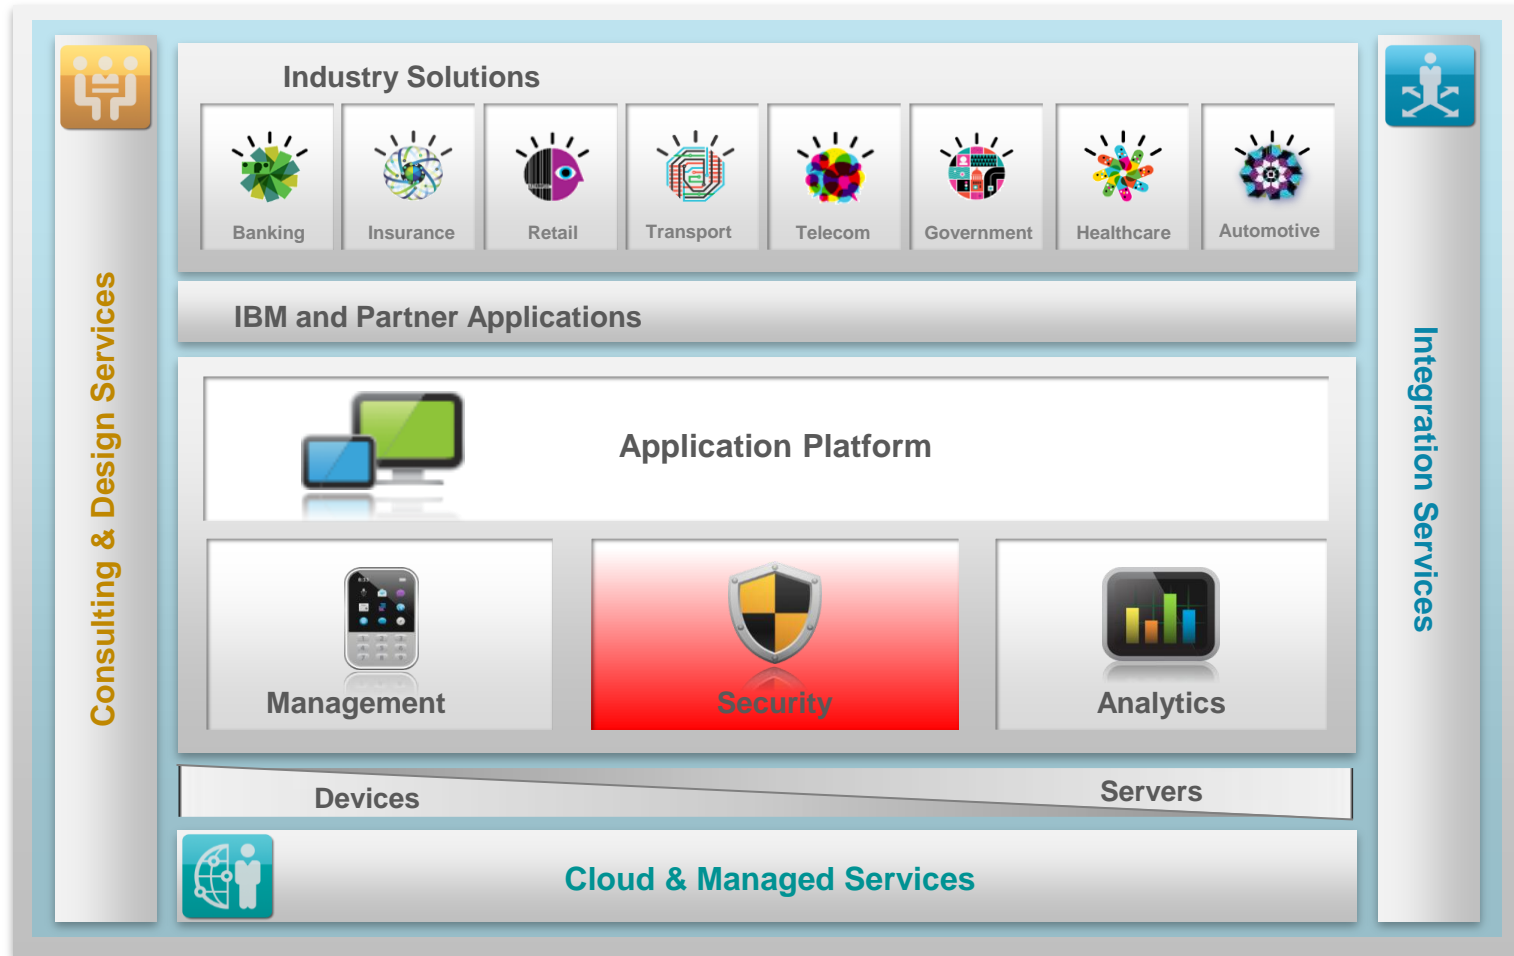 Industry Solutions
Banking
Insurance
Retail
Transport
Telecom
Government
Healthcare
Automotive
IBM and Partner Applications
Consulting & Design Services
Integration Services
Application Platform
Management
Security
Analytics
Devices
Servers
Cloud & Managed Services